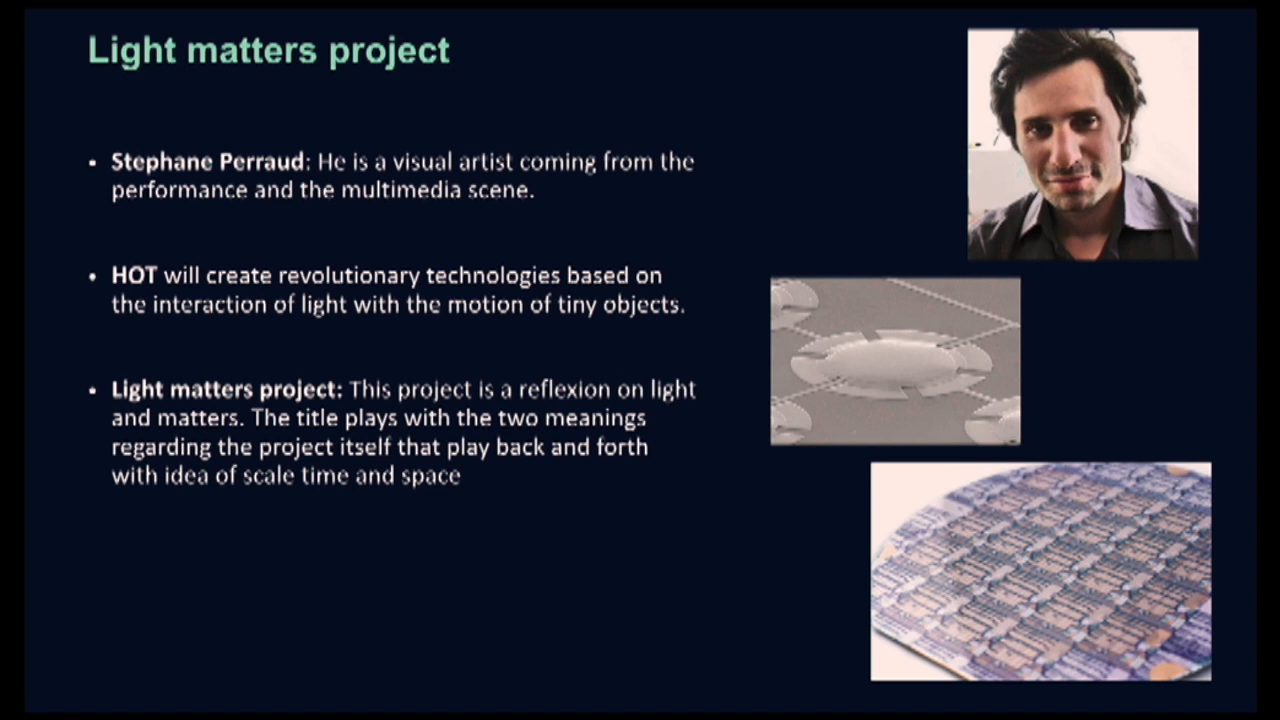 Light matters project
• Stephane Perraud: He is a visual artist coming from the
performance and the multimedia scene.
• HOT will create revolutionary technologies based on
the interaction of light with the motion of tiny objects.
• Light matters project: This project is a reflexion on light
and matters. The title plays with the two meanings
regarding the project itself that play back and forth
with idea of scale time and space